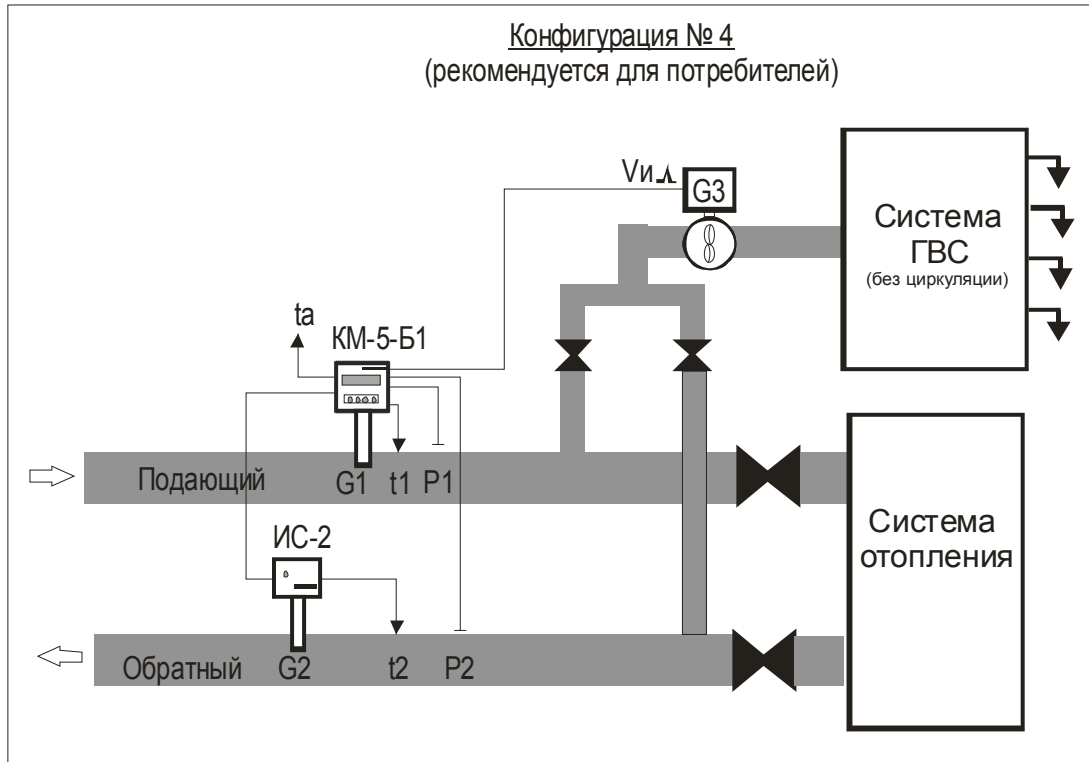 Конфигурация № 4
(рекомендуется для потребителей)
Vи
G3
Система
ГВС
(без циркуляции)
ta
КМ-5-Б1
Подающий
G1
t1
P1
Система
отопления
ИС-2
Обратный
G2
t2
P2